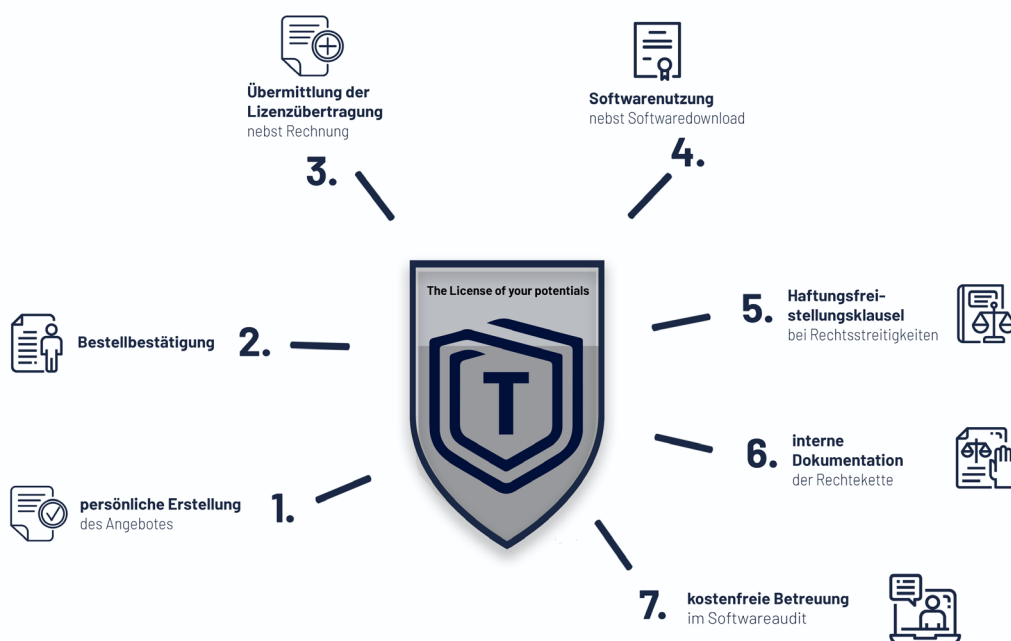 Übermittlung der
Lizenzübertragung
nebst Rechnung
3.
Softwarenutzung
nebst Softwaredownload
4.
The License of your potentials
T
Bestellbestätigung
2.
persönliche Erstellung
des Angebotes
1.
5.
Haftungsfrei-
stellungsklausel
bei Rechtsstreitigkeiten
6.
interne
Dokumentation
der Rechtekette
7.
kostenfreie Betreuung
im Softwareaudit